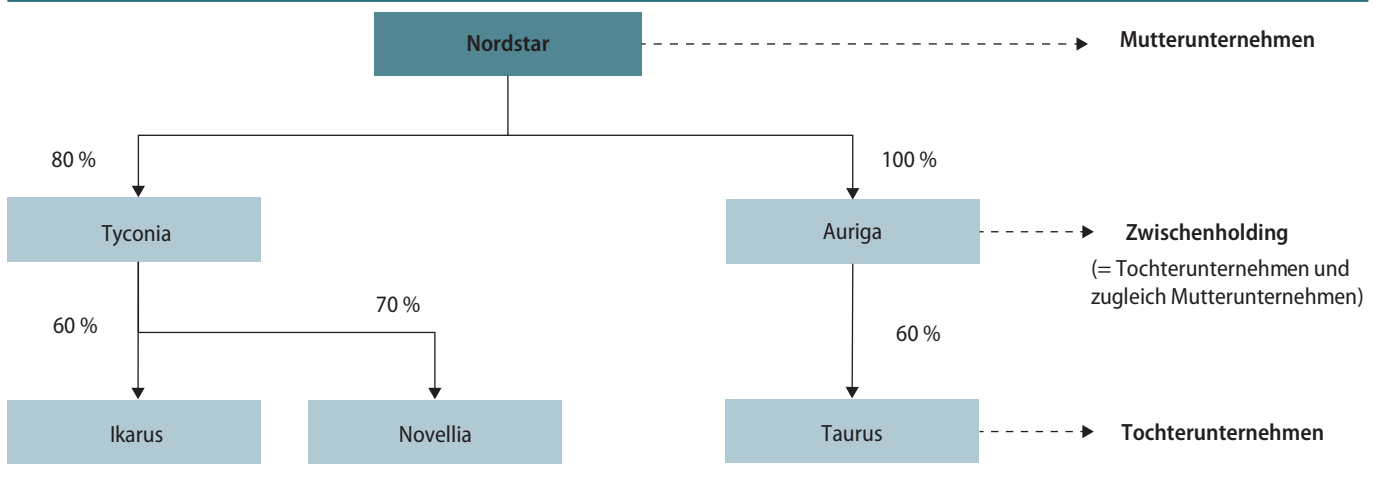 Nordstar
Mutterunternehmen
80 %
100 %
Tyconia
Auriga
Zwischenholding
(= Tochterunternehmen und
zugleich Mutterunternehmen)
60 %
70 %
60 %
Ikarus
Novellia
Taurus
Tochterunternehmen